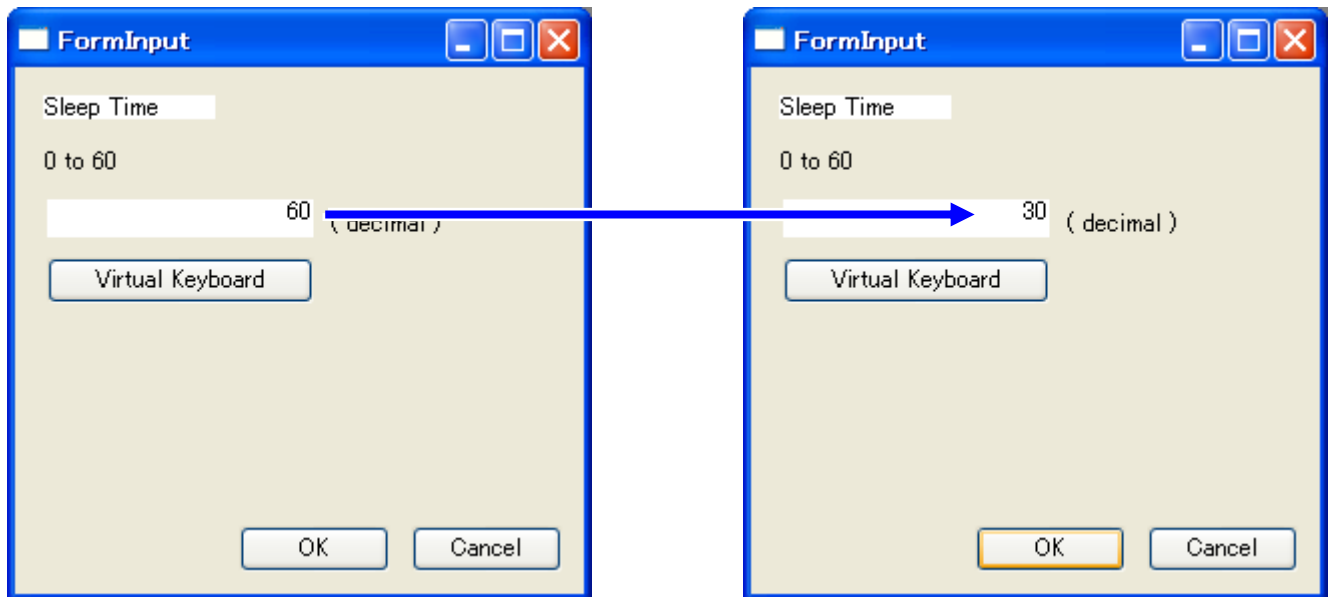 FormInput
Sleep Time
0 to 60
60 ( decimal )
Virtual Keyboard
OK Cancel
FormInput
Sleep Time
0 to 60
30 ( decimal )
Virtual Keyboard
OK Cancel